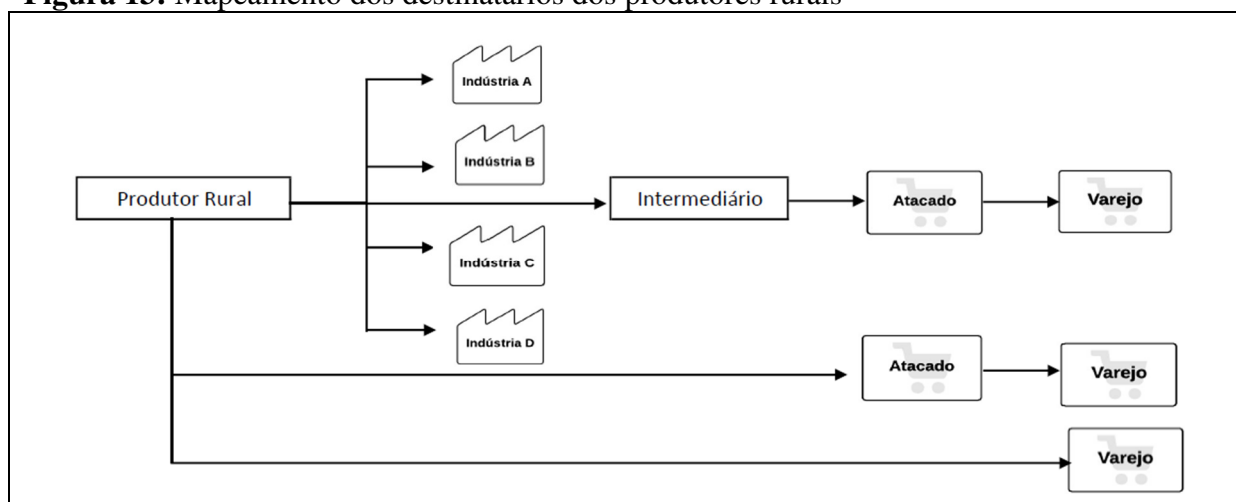 Figura 15: Mapeamento dos destinatários dos produtores rurais
Indústria A
Indústria B
Produtor Rural
Intermediário
Atacado
Varejo
Indústria C
Indústria D
Atacado
Varejo
Varejo